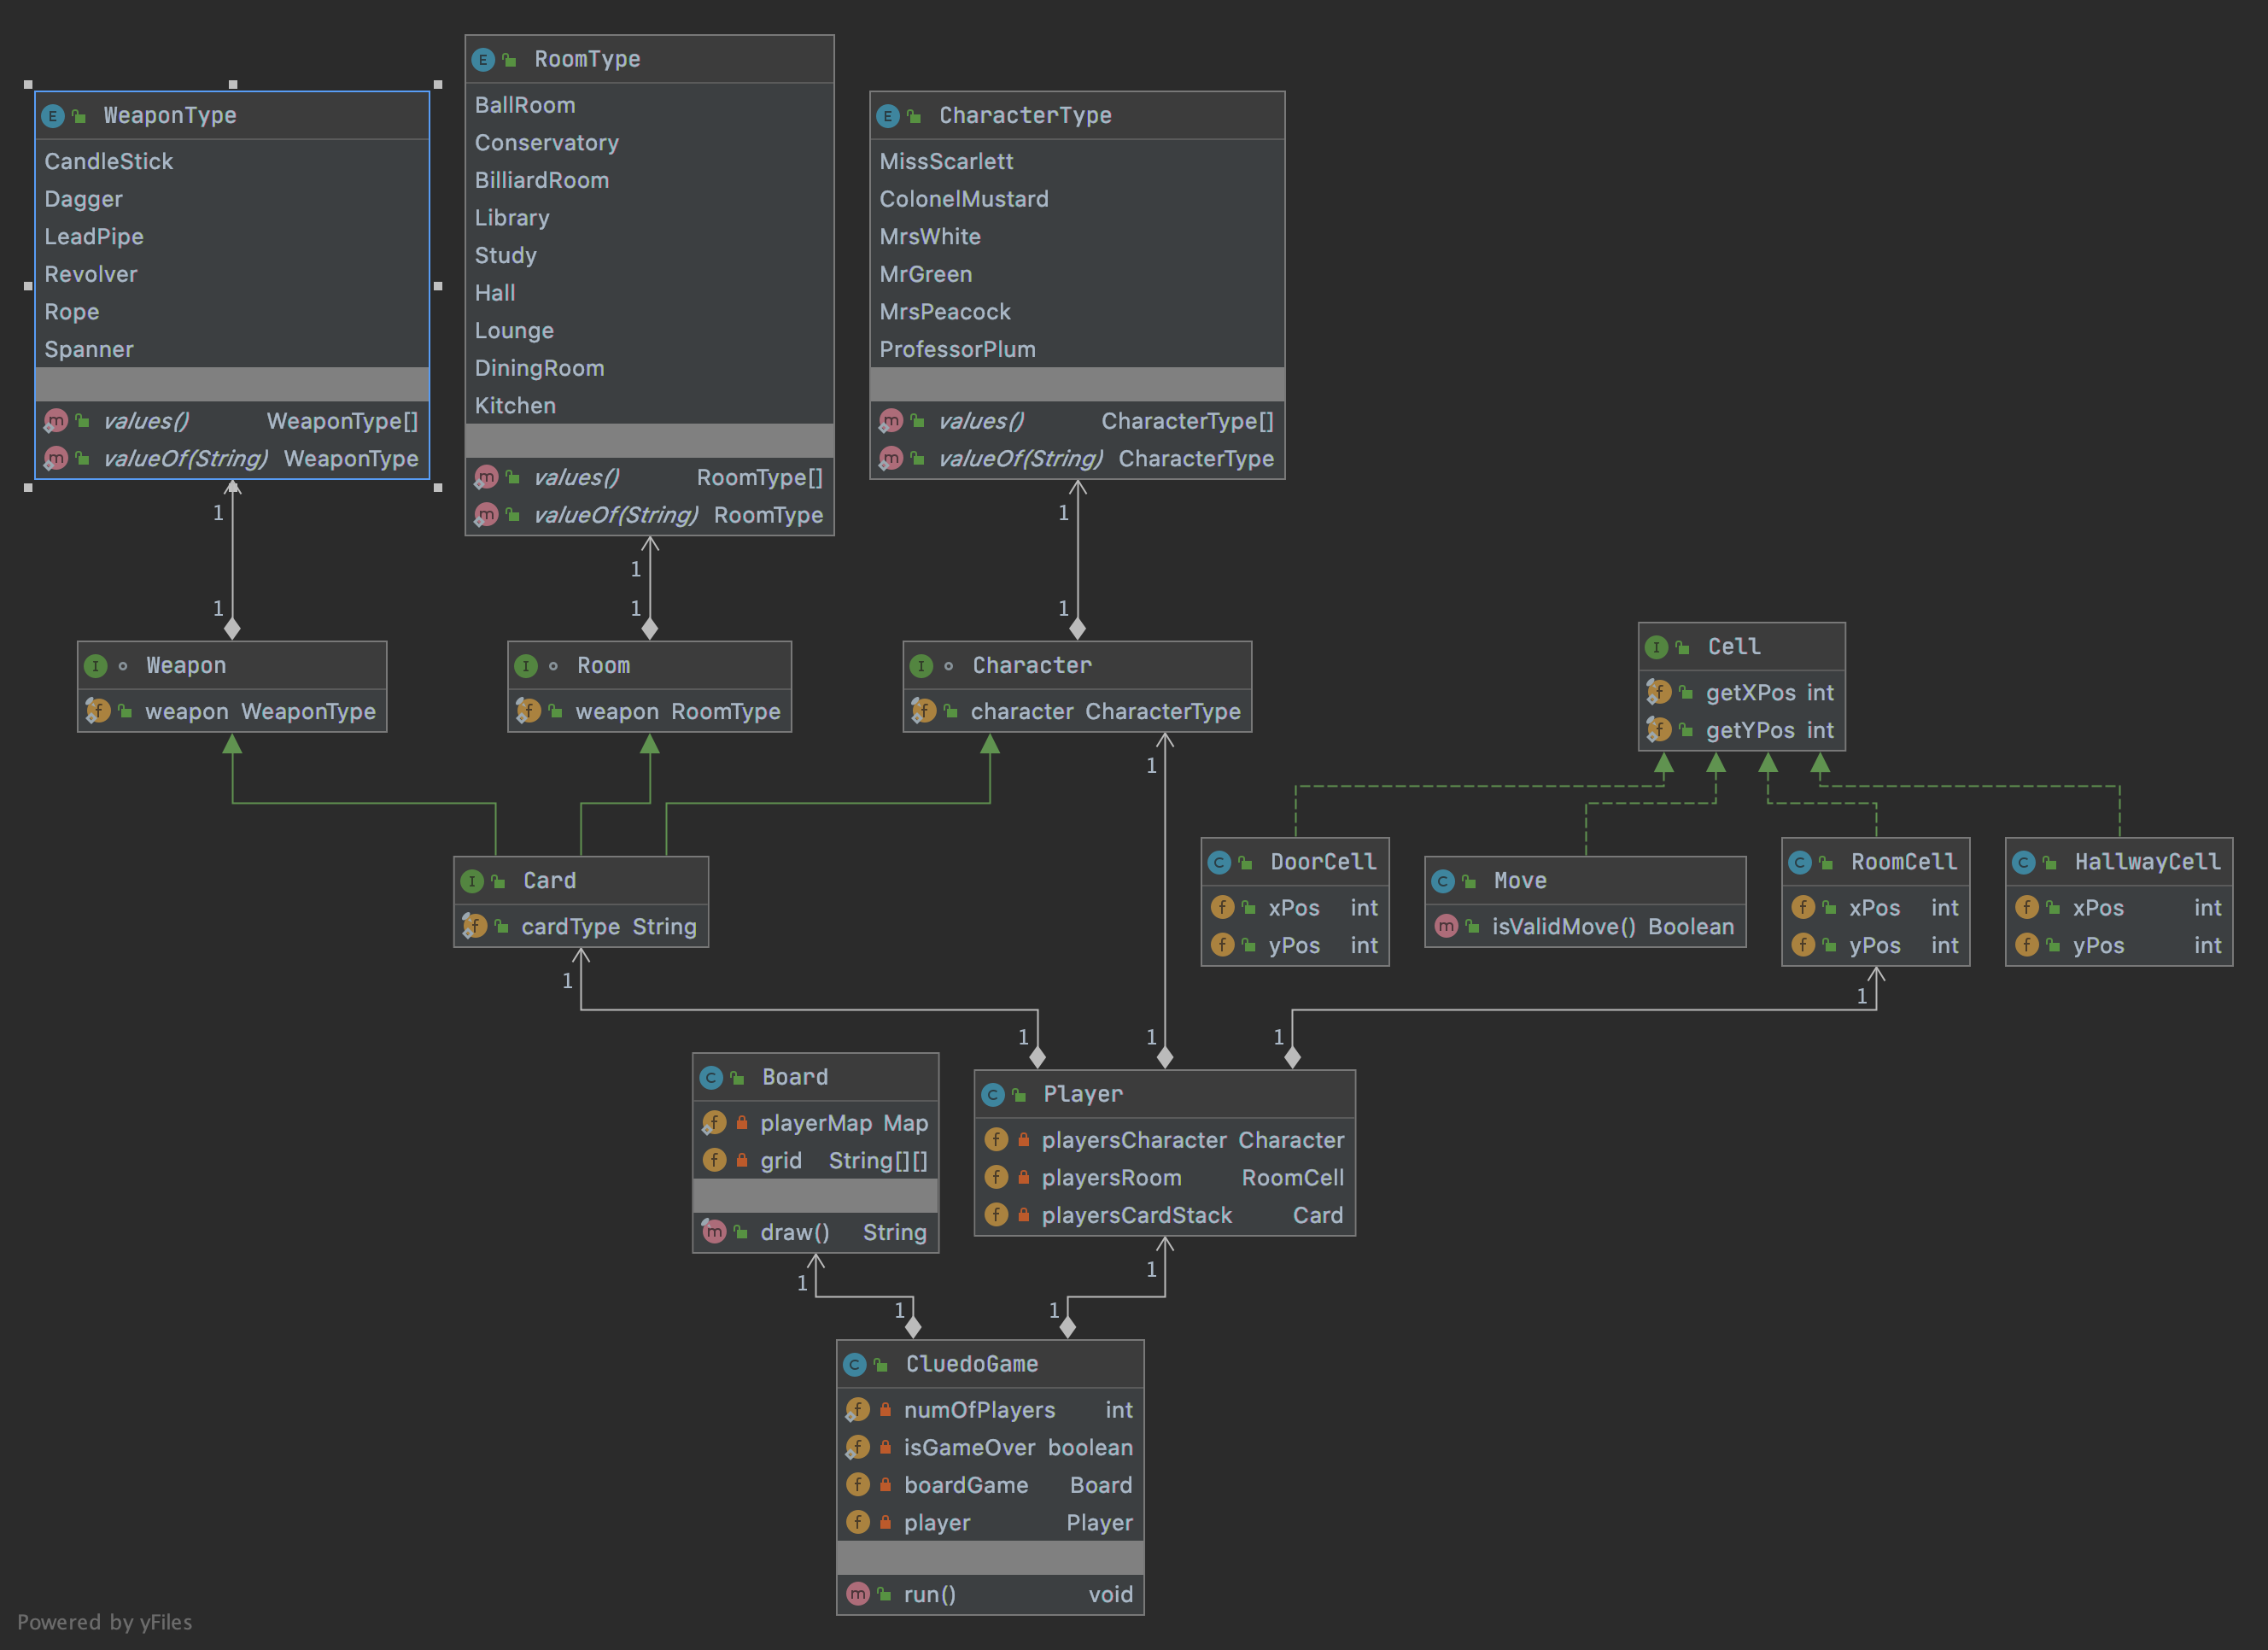 WeaponType
CandleStick
Dagger
LeadPipe
Revolver
Rope
Spanner
values() WeaponType[]
valueOf(String) WeaponType
RoomType
BallRoom
Conservatory
BilliardRoom
Library
Study
Hall
Lounge
DiningRoom
Kitchen
values() RoomType[]
valueOf(String) RoomType
CharacterType
MissScarlett
ColonelMustard
MrsWhite
MrGreen
MrsPeacock
ProfessorPlum
values() CharacterType[]
valueOf(String) CharacterType
1
1
1
1
1
1
Weapon
weapon WeaponType
Room
weapon RoomType
Character
character CharacterType
Cell
getXPos int
getYPos int
1
Card
cardType String
DoorCell
xPos int
yPos int
Move
isValidMove() Boolean
RoomCell
xPos int
yPos int
HallwayCell
xPos int
yPos int
1
1
1
1
1
Board
playerMap Map
grid String[][]
draw() String
Player
playersCharacter Character
playersRoom RoomCell
playersCardStack Card
1
1
1
1
CluedoGame
numOfPlayers int
isGameOver boolean
boardGame Board
player Player
run() void
Powered by yFiles